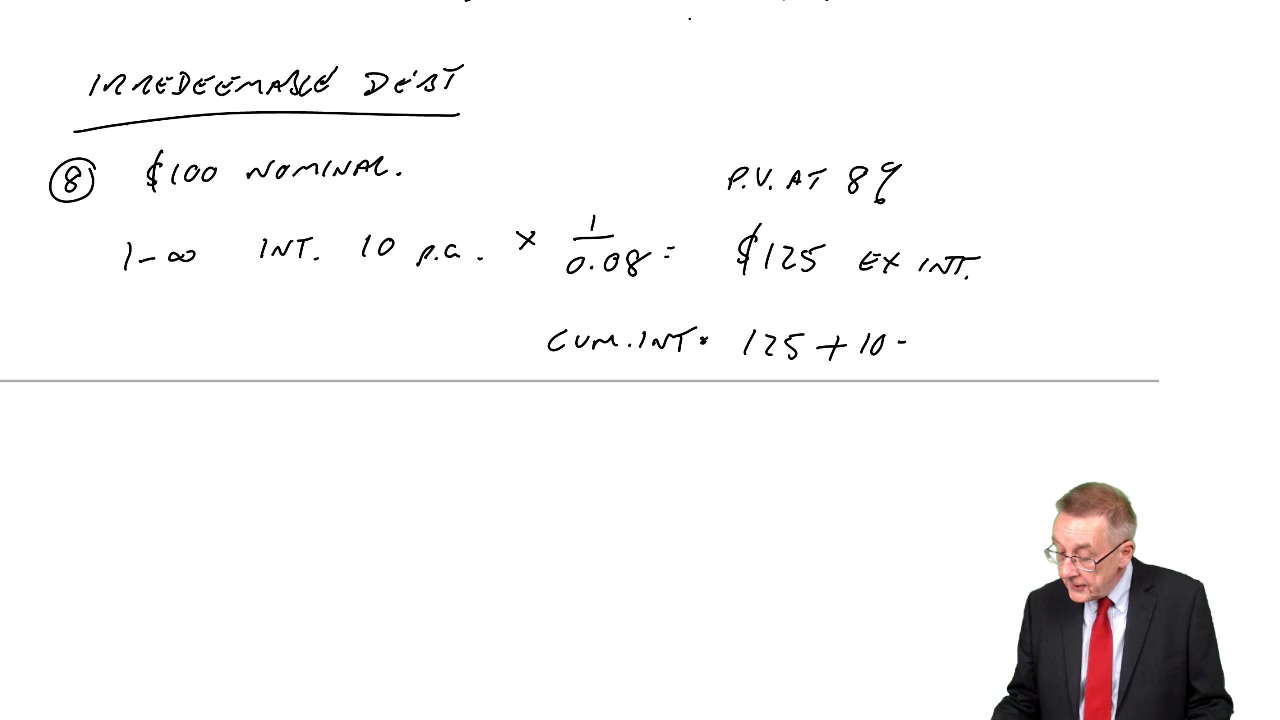 IRREDEEMABLE DEBT
⑧ $100 NOMINAL.
P.V. AT 8%
1-∞ INT. 10 p.a. × 1/0.08 = $125 EX INT.
CUM. INT. 125 + 10 -